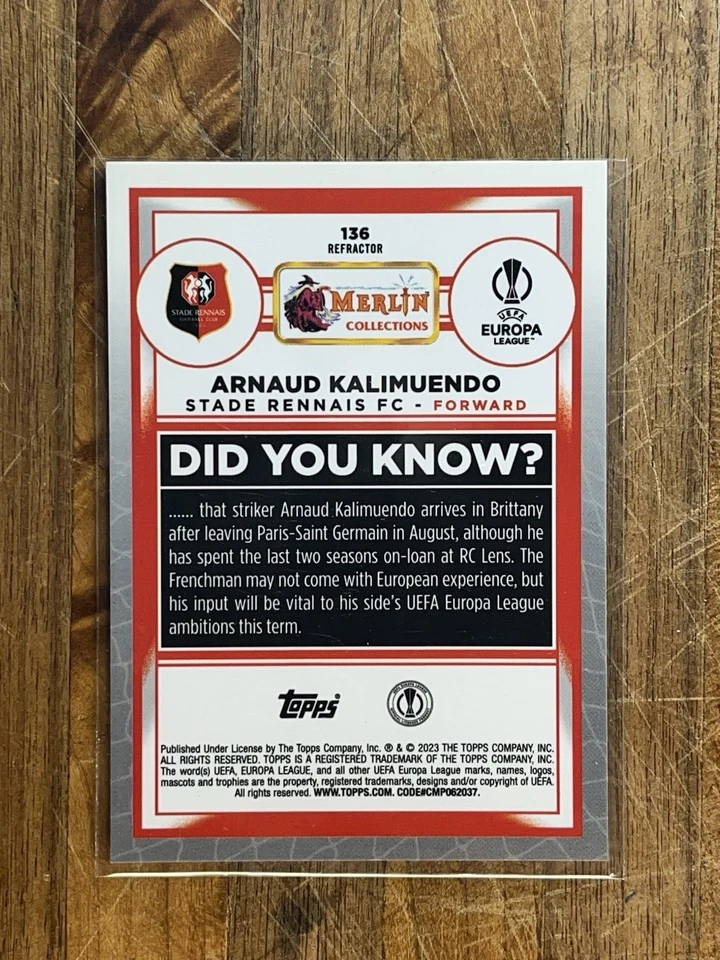 136
REFRACTOR
STADE RENNAIS
FOOTBALL CLUB
MERLIN
COLLECTIONS
UEFA
EUROPA
LEAGUE™
ARNAUD KALIMUENDO
STADE RENNAIS FC - FORWARD
DID YOU KNOW?
...... that striker Arnaud Kalimuendo arrives in Brittany
after leaving Paris-Saint Germain in August, although he
has spent the last two seasons on-loan at RC Lens. The
Frenchman may not come with European experience, but
his input will be vital to his side's UEFA Europa League
ambitions this term.
Topps®
Published Under License by The Topps Company, Inc. ® & © 2023 THE TOPPS COMPANY, INC.
ALL RIGHTS RESERVED. TOPPS IS A REGISTERED TRADEMARK OF THE TOPPS COMPANY, INC.
The word(s) UEFA, EUROPA LEAGUE, and all other UEFA Europa League marks, names, logos,
mascots and trophies are the property, registered trademarks, designs and/or copyright of UEFA.
All rights reserved. WWW.TOPPS.COM. CODE#CMP062037.